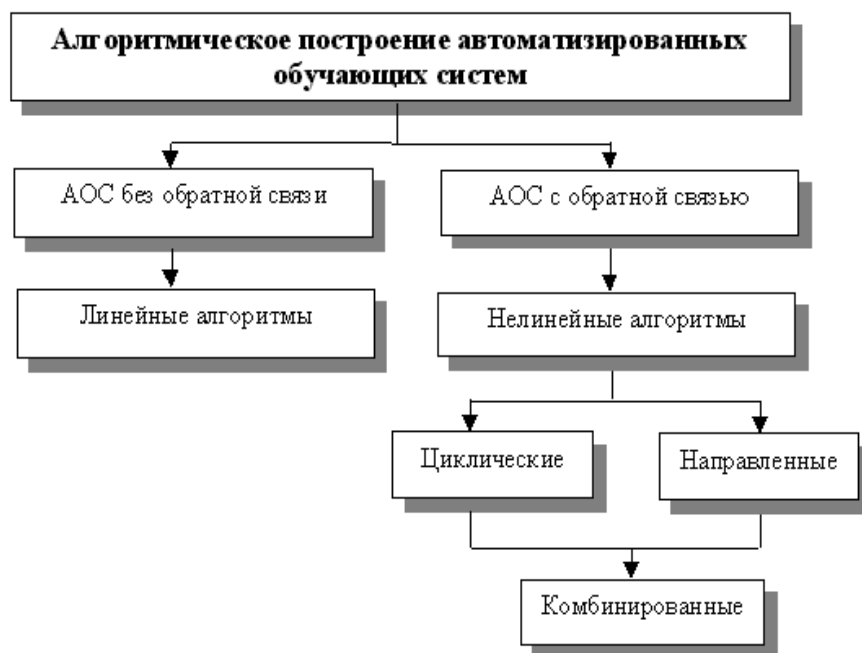 Алгоритмическое построение автоматизированных
обучающих систем
АОС без обратной связи
АОС с обратной связью
Линейные алгоритмы
Нелинейные алгоритмы
Циклические
Направленные
Комбинированные